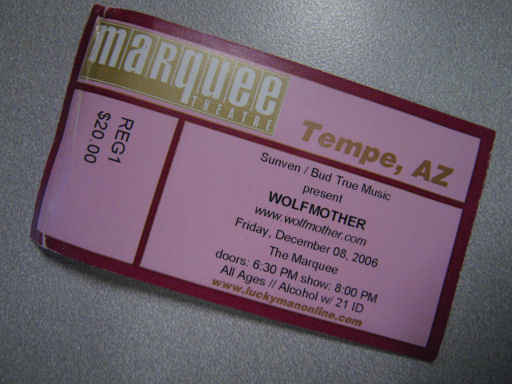 marquee
THEATRE
Tempe, AZ
REG1
$20.00
Sunven / Bud True Music
present
WOLFMOTHER
www.wolfmother.com
Friday, December 08, 2006
The Marquee
doors: 6:30 PM show: 8:00 PM
All Ages // Alcohol w/ 21 ID
www.luckymanonline.com